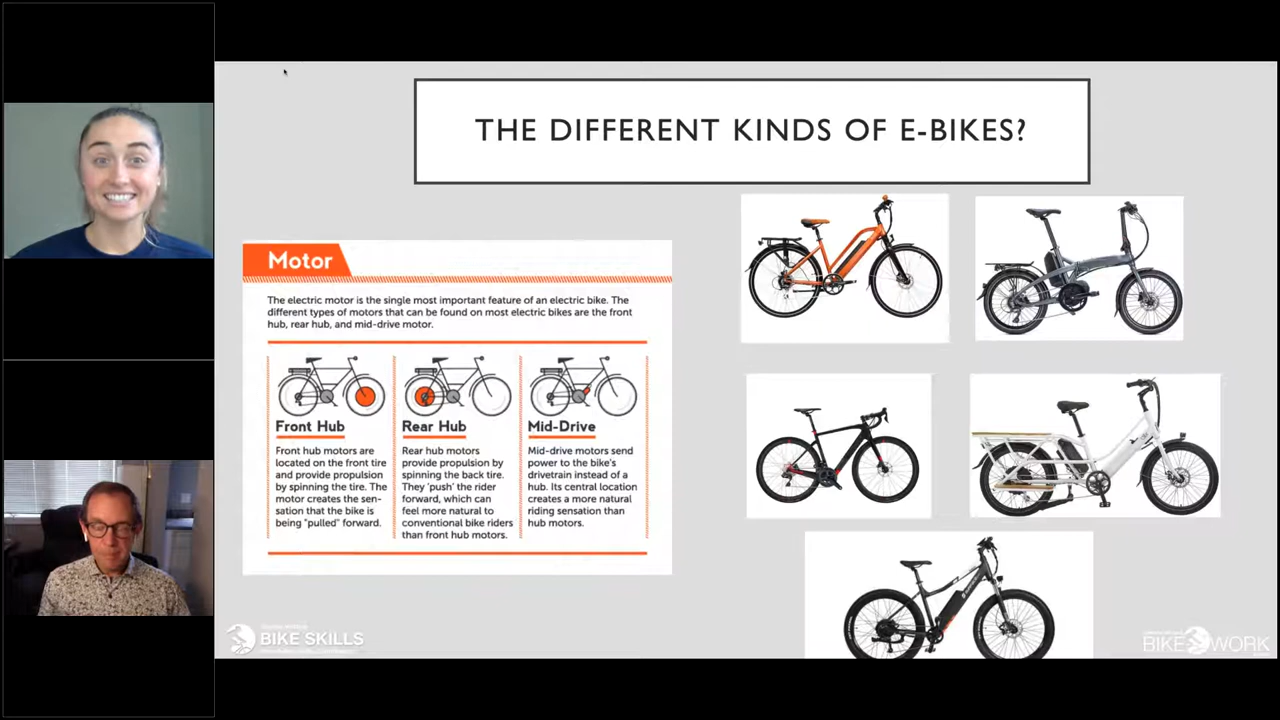 THE DIFFERENT KINDS OF E-BIKES?
Motor
The electric motor is the single most important feature of an electric bike. The
different types of motors that can be found on most electric bikes are the front
hub, rear hub, and mid-drive motor.
Front Hub
Front hub motors are
located on the front tire
and provide propulsion
by spinning the tire. The
motor creates the sen-
sation that the bike is
being "pulled" forward.
Rear Hub
Rear hub motors
provide propulsion by
spinning the back tire.
They 'push' the rider
forward, which can
feel more natural to
conventional bike riders
than front hub motors.
Mid-Drive
Mid-drive motors send
power to the bike's
drivetrain instead of a
hub. Its central location
creates a more natural
riding sensation than
hub motors.
BIKE SKILLS
BIKE WORK